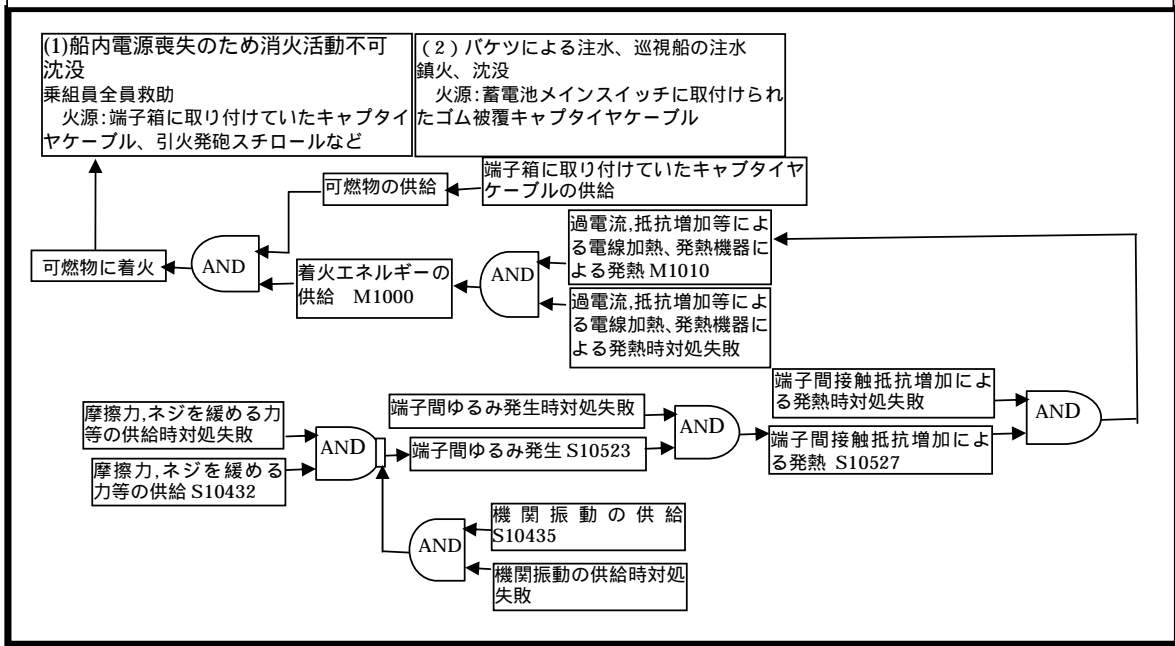 (1)船内電源喪失のため消火活動不可
沈没
乗組員全員救助
火源:端子箱に取り付けていたキャブタイ
ヤケーブル、引火発砲スチロールなど
(2)バケツによる注水、巡視船の注水
鎮火、沈没
火源:蓄電池メインスイッチに取付けられ
たゴム被覆キャプタイヤケーブル
可燃物の供給
端子箱に取り付けていたキャブタイヤ
ケーブルの供給
可燃物に着火
AND
着火エネルギーの
供給 M1000
AND
過電流,抵抗増加等によ
る電線加熱、発熱機器に
よる発熱 M1010
過電流,抵抗増加等によ
る電線加熱、発熱機器に
よる発熱時対処失敗
摩擦力,ネジを緩める力
等の供給時対処失敗
摩擦力,ネジを緩める
力等の供給 S10432
AND
端子間ゆるみ発生時対処失敗
端子間ゆるみ発生 S10523
AND
端子間接触抵抗増加によ
る発熱時対処失敗
端子間接触抵抗増加によ
る発熱 S10527
AND
AND
機関振動の供給
S10435
機関振動の供給時対処
失敗